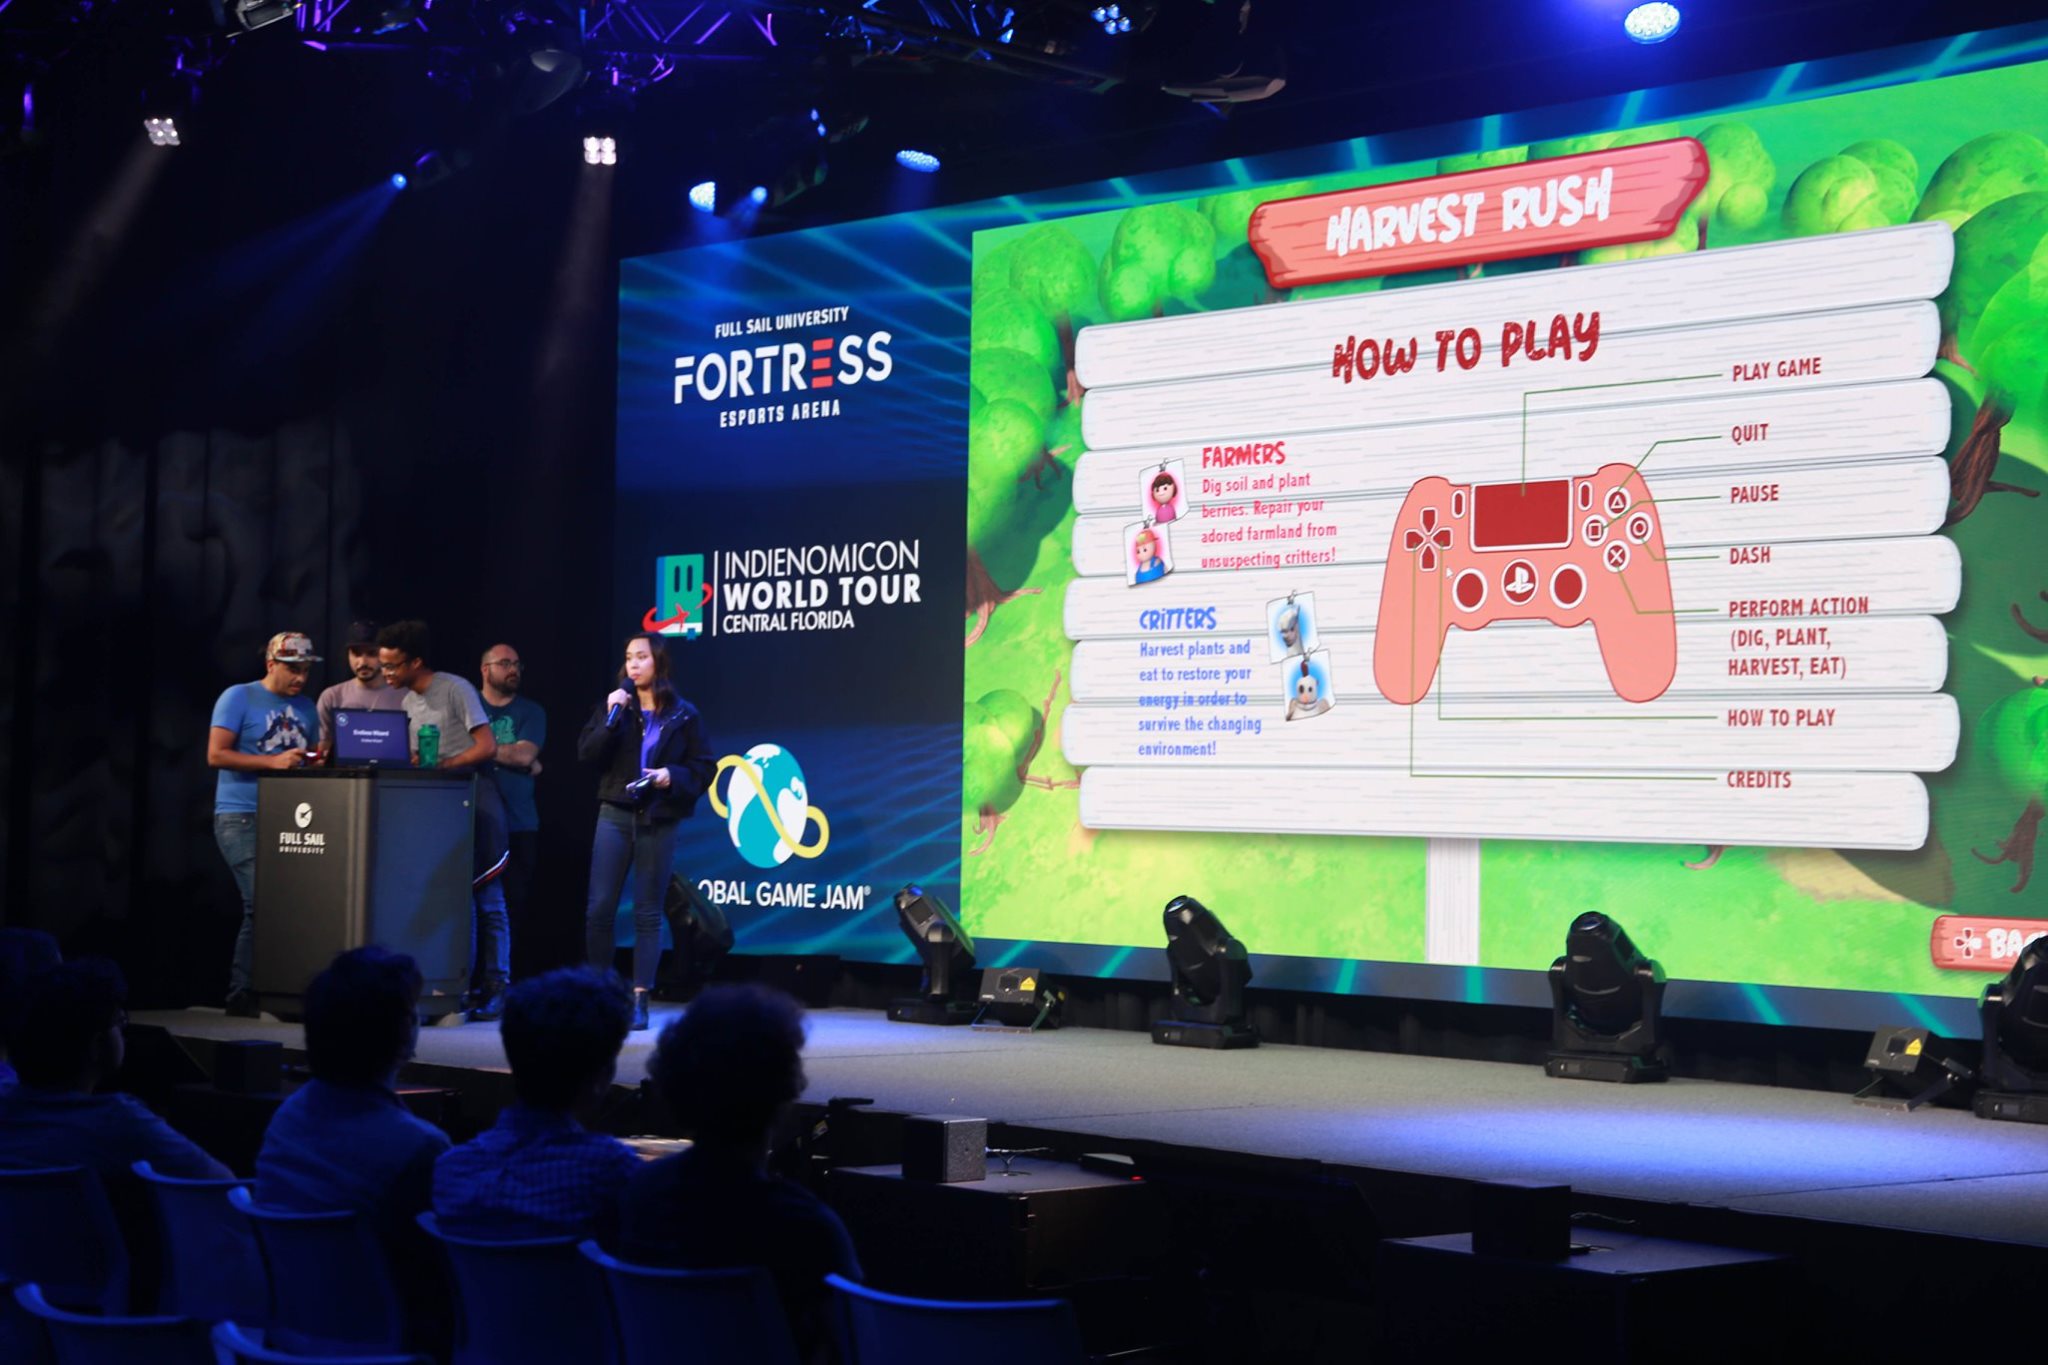 FULL SAIL UNIVERSITY
FORTRESS
ESPORTS ARENA
INDIENOMICON
WORLD TOUR
CENTRAL FLORIDA
OBAL GAME JAM®
FULL SAIL
UNIVERSITY
HARVEST RUSH
HOW TO PLAY
FARMERS
Dig soil and plant
berries. Repair your
adored farmland from
unsuspecting critters!
CRITTERS
Harvest plants and
eat to restore your
energy in order to
survive the changing
environment!
PLAY GAME
QUIT
PAUSE
DASH
PERFORM ACTION
(DIG, PLANT,
HARVEST, EAT)
HOW TO PLAY
CREDITS